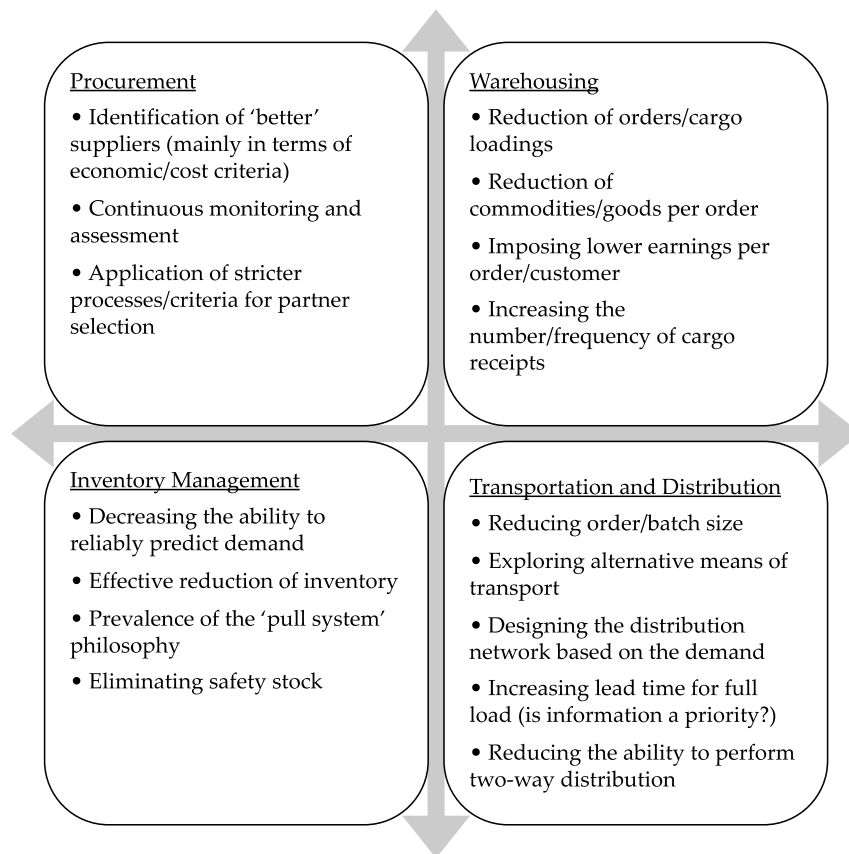 Procurement
• Identification of ‘better’
suppliers (mainly in terms of
economic/cost criteria)
• Continuous monitoring and
assessment
• Application of stricter
processes/criteria for partner
selection
Warehousing
• Reduction of orders/cargo
loadings
• Reduction of
commodities/goods per order
• Imposing lower earnings per
order/customer
• Increasing the
number/frequency of cargo
receipts
Inventory Management
• Decreasing the ability to
reliably predict demand
• Effective reduction of inventory
• Prevalence of the ‘pull system’
philosophy
• Eliminating safety stock
Transportation and Distribution
• Reducing order/batch size
• Exploring alternative means of
transport
• Designing the distribution
network based on the demand
• Increasing lead time for full
load (is information a priority?)
• Reducing the ability to perform
two-way distribution